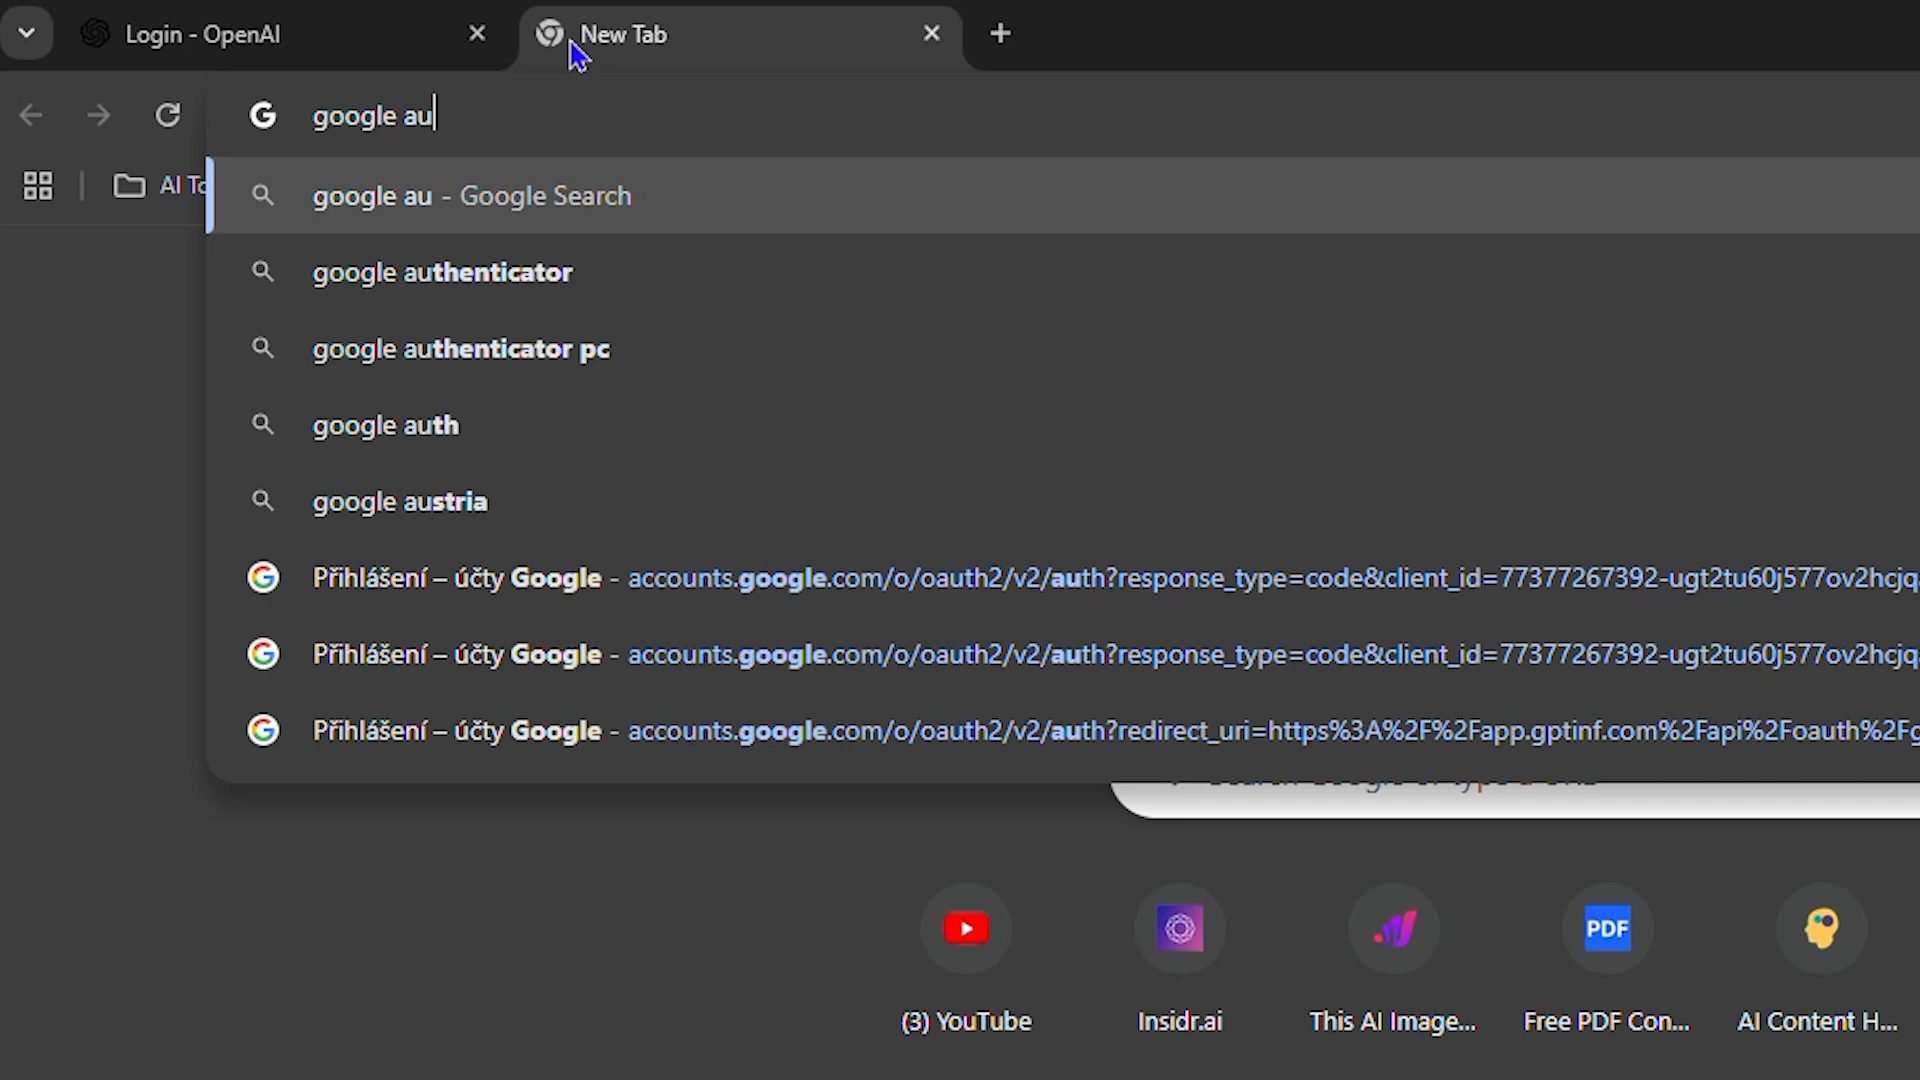 Login - OpenAI
New Tab
google au
AI To
google au - Google Search
google authenticator
google authenticator pc
google auth
google austria
Přihlášení – účty Google - accounts.google.com/o/oauth2/v2/auth?response_type=code&client_id=77377267392-ugt2tu60j577ov2hcjq
Přihlášení – účty Google - accounts.google.com/o/oauth2/v2/auth?response_type=code&client_id=77377267392-ugt2tu60j577ov2hcjq
Přihlášení – účty Google - accounts.google.com/o/oauth2/v2/auth?redirect_uri=https%3A%2F%2Fapp.gptinf.com%2Fapi%2Foauth%2Fg
PDF
(3) YouTube
Insidr.ai
This AI Image...
Free PDF Con...
AI Content H...